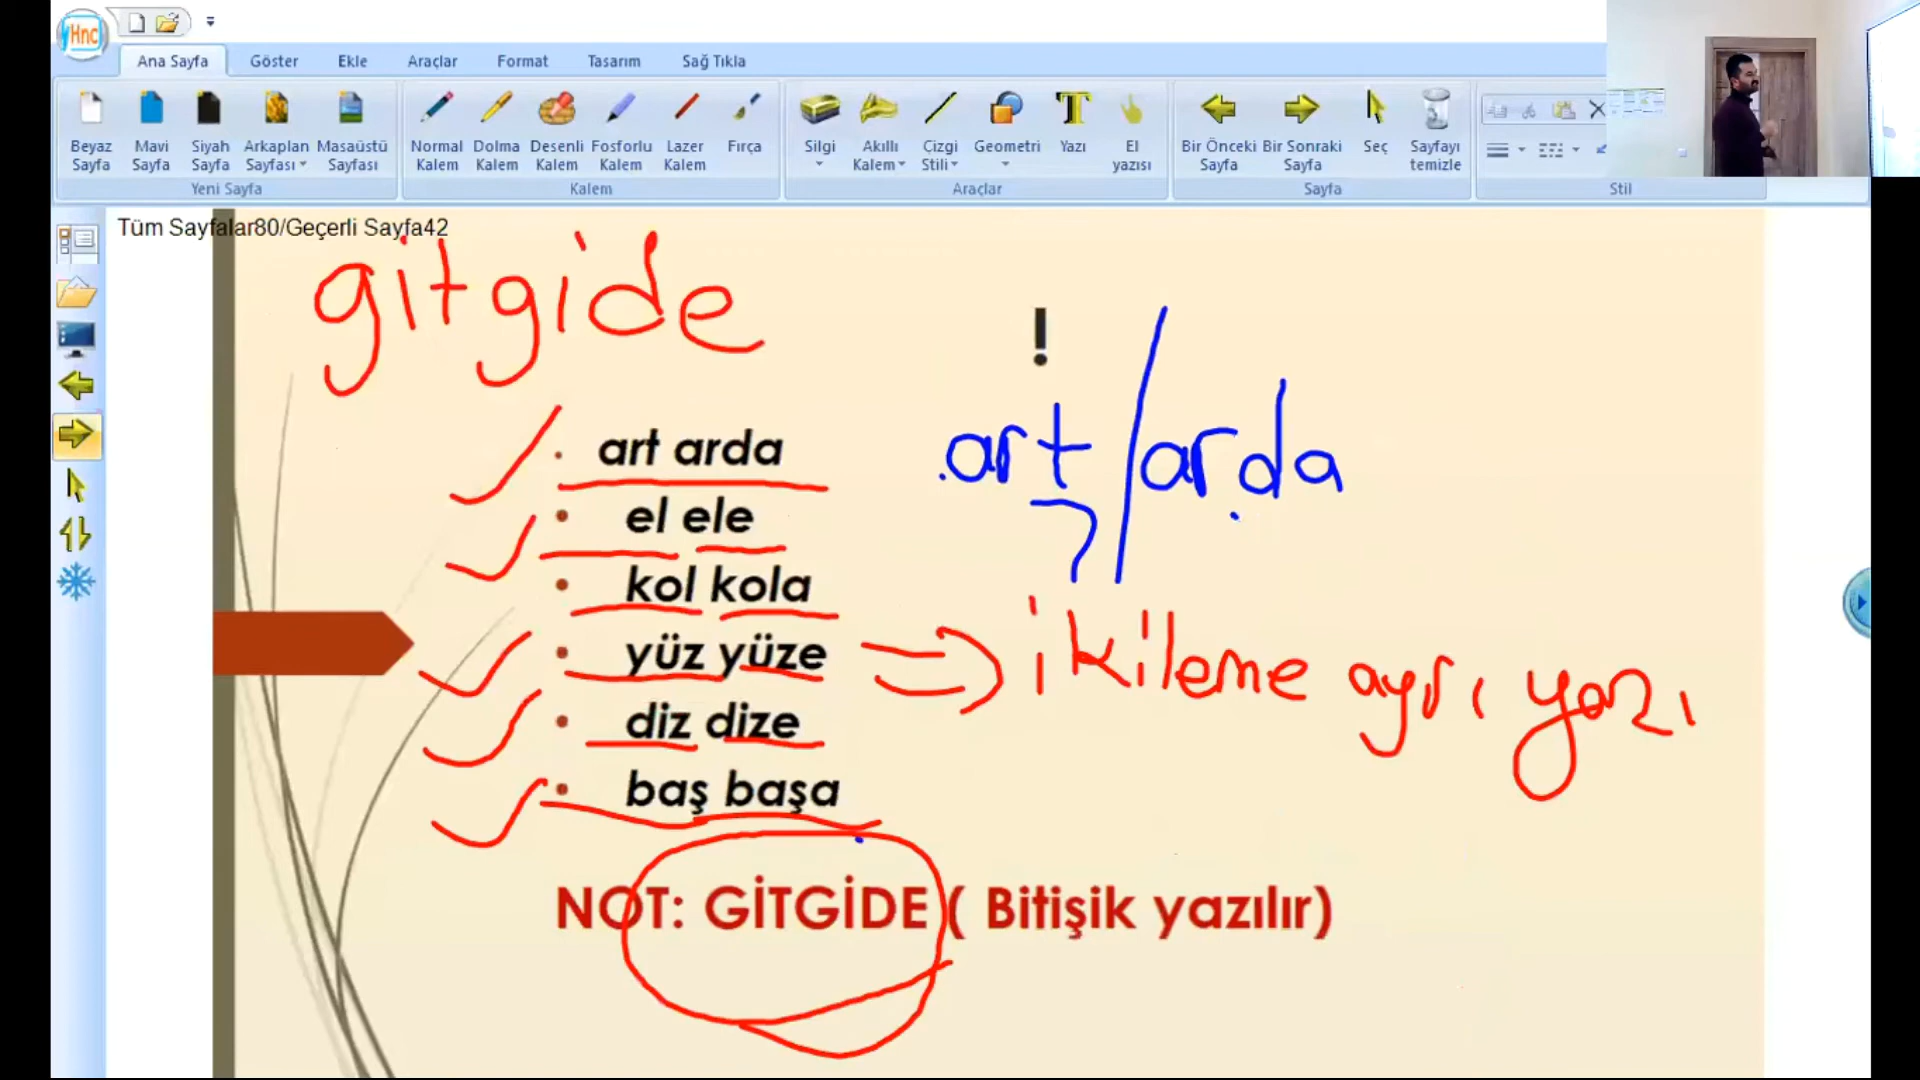 Hnc
Ana Sayfa Göster Ekle Araçlar Format Tasarım Sağ Tıkla
Beyaz Sayfa Mavi Sayfa Siyah Sayfa Arkaplan Sayfası Masaüstü Sayfası
Normal Kalem Dolma Kalem Desenli Kalem Fosforlu Kalem Lazer Kalem Fırça
Silgi Akıllı Kalem Çizgi Stili Geometri Yazı El yazısı
Bir Önceki Sayfa Bir Sonraki Sayfa Seç Sayfayı temizle
Yeni Sayfa Kalem Araçlar Sayfa Stil
Tüm Sayfalar80/Geçerli Sayfa42
gitgide
!
art arda
art/arda
el ele
kol kola
yüz yüze
ikileme ayrı yazı
diz dize
baş başa
NOT: GİTGİDE ( Bitişik yazılır)